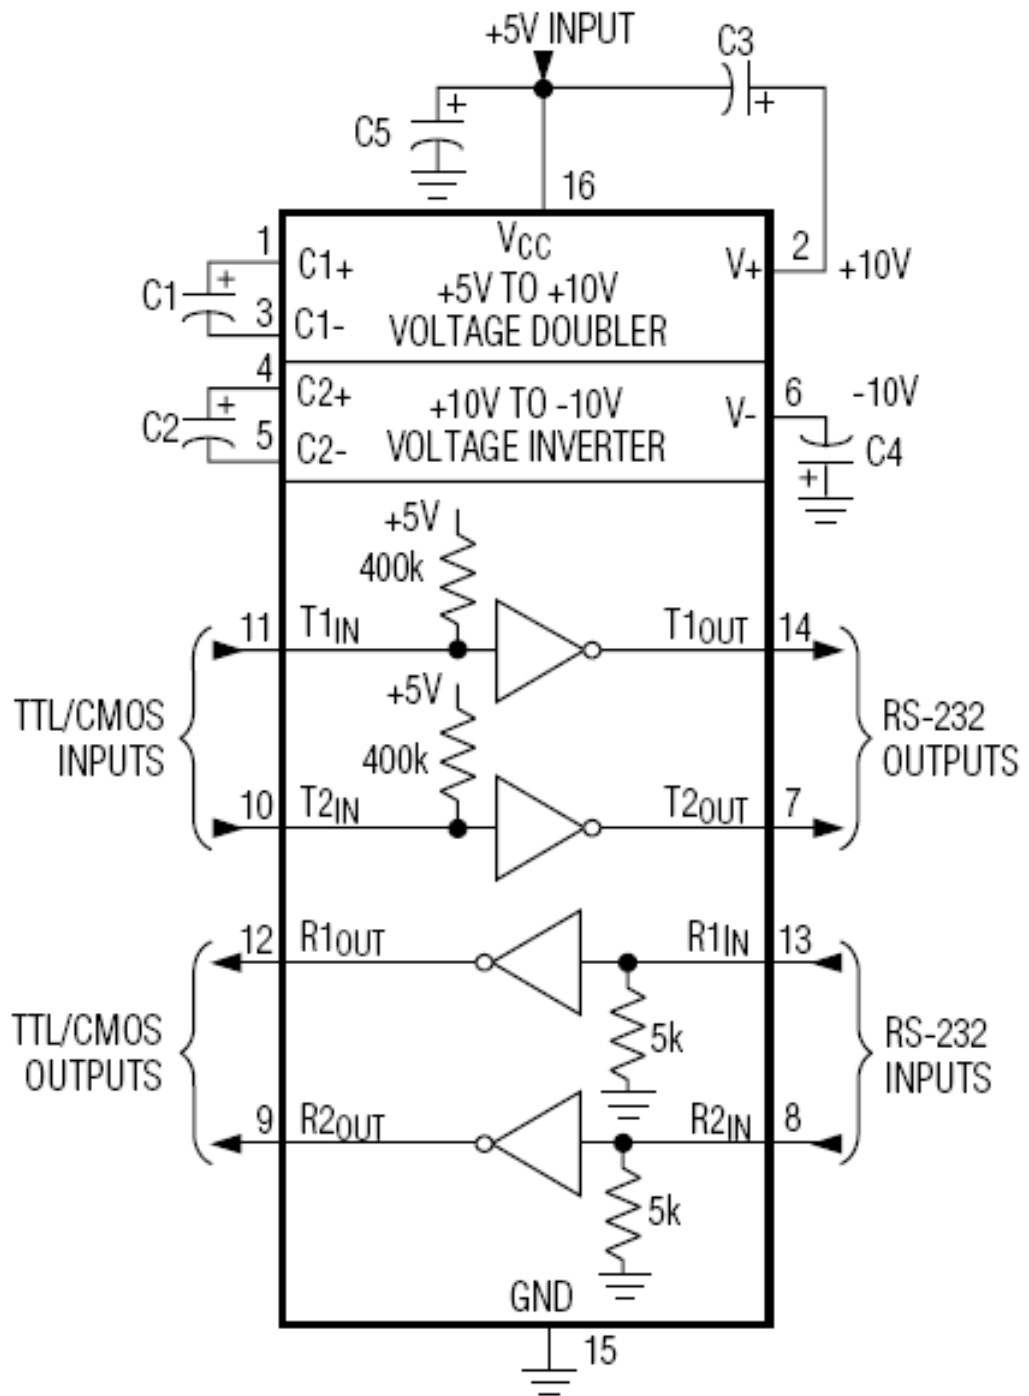 +5V INPUT
C3
+
C5
+
16
1
C1
+
3
C1+
C1-
VCC
+5V TO +10V
VOLTAGE DOUBLER
V+
2
+10V
4
C2
+
5
C2+
C2-
+10V TO -10V
VOLTAGE INVERTER
V-
6
-10V
C4
+
+5V
400k
11
T1IN
T1OUT
14
+5V
400k
TTL/CMOS
INPUTS
RS-232
OUTPUTS
10
T2IN
T2OUT
7
12
R1OUT
R1IN
13
5k
TTL/CMOS
OUTPUTS
RS-232
INPUTS
9
R2OUT
R2IN
8
5k
GND
15